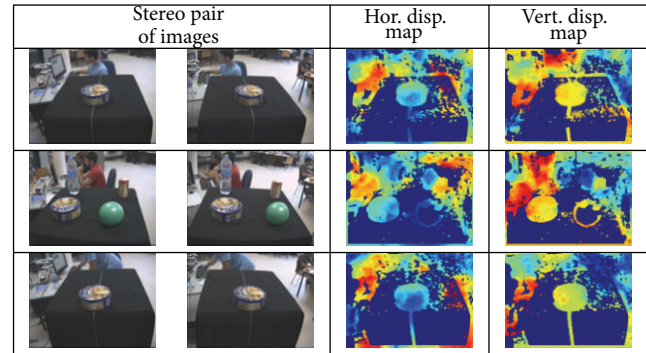 Stereo pair
of images
Hor. disp.
map
Vert. disp.
map